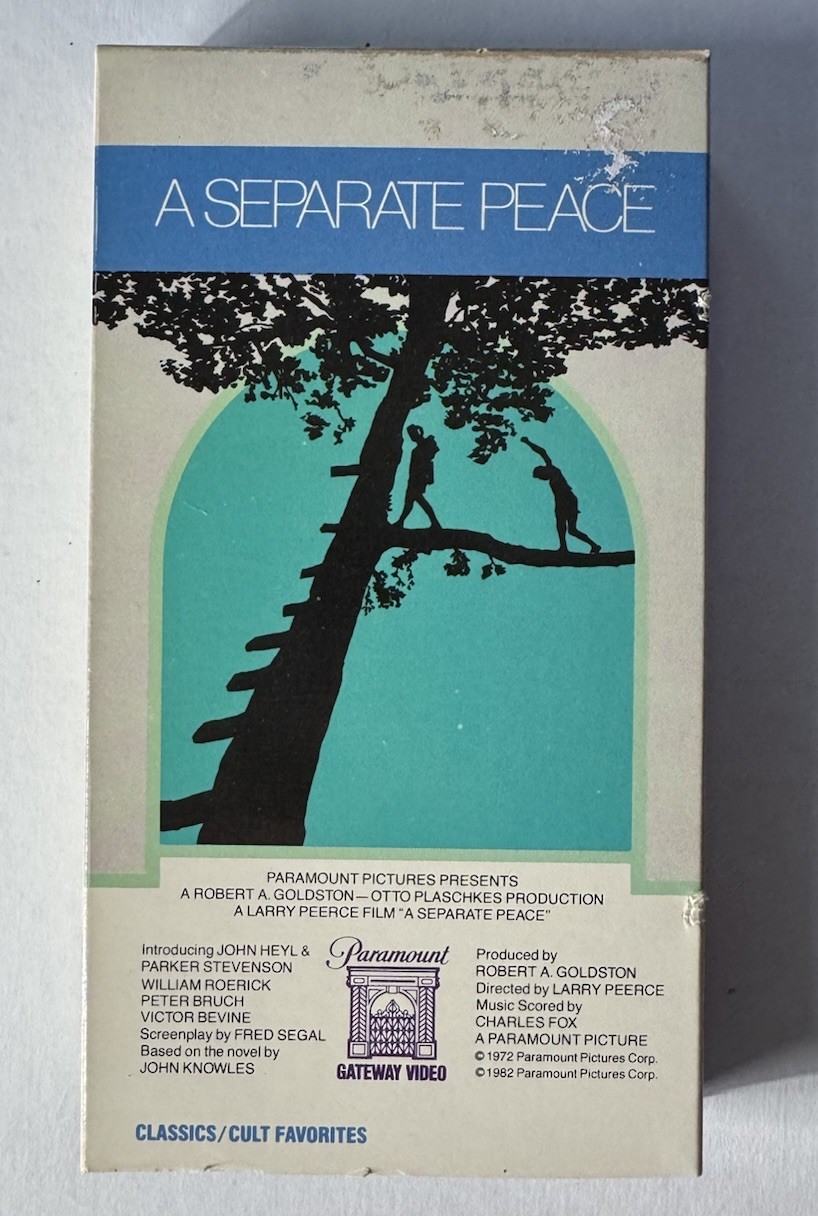 A SEPARATE PEACE
PARAMOUNT PICTURES PRESENTS
A ROBERT A. GOLDSTON—OTTO PLASCHKES PRODUCTION
A LARRY PEERCE FILM "A SEPARATE PEACE"
Introducing JOHN HEYL &
PARKER STEVENSON
WILLIAM ROERICK
PETER BRUCH
VICTOR BEVINE
Screenplay by FRED SEGAL
Based on the novel by
JOHN KNOWLES
Paramount
GATEWAY VIDEO
Produced by
ROBERT A. GOLDSTON
Directed by LARRY PEERCE
Music Scored by
CHARLES FOX
A PARAMOUNT PICTURE
©1972 Paramount Pictures Corp.
©1982 Paramount Pictures Corp.
CLASSICS/CULT FAVORITES